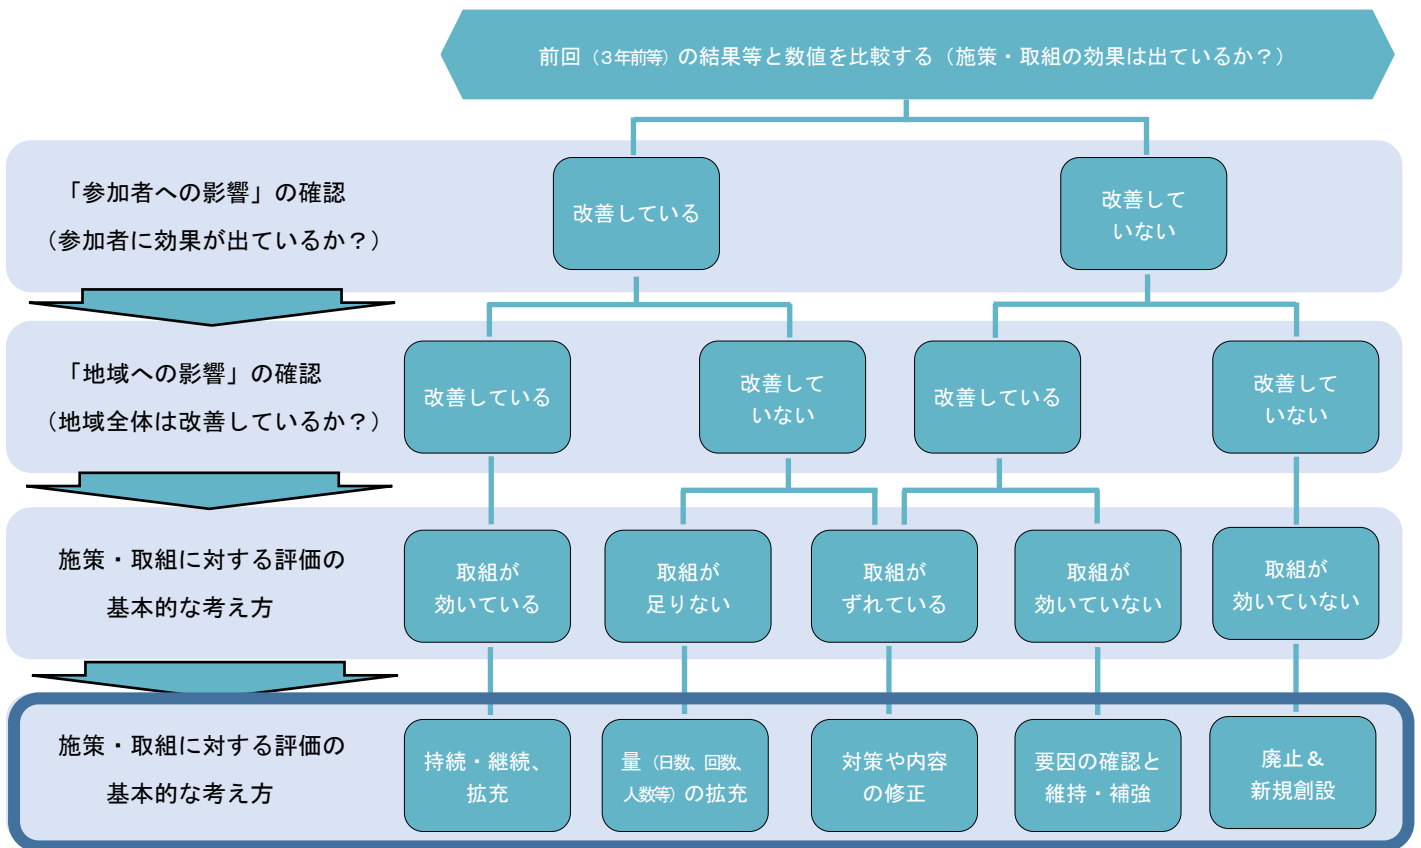 前回（３年前等）の結果等と数値を比較する（施策・取組の効果は出ているか？）
「参加者への影響」の確認
（参加者に効果が出ているか？）
改善している
改善して
いない
「地域への影響」の確認
（地域全体は改善しているか？）
改善している
改善して
いない
改善している
改善して
いない
施策・取組に対する評価の
基本的な考え方
取組が
効いている
取組が
足りない
取組が
ずれている
取組が
効いていない
取組が
効いていない
施策・取組に対する評価の
基本的な考え方
持続・継続、
拡充
量（日数、回数、
人数等）の拡充
対策や内容
の修正
要因の確認と
維持・補強
廃止＆
新規創設